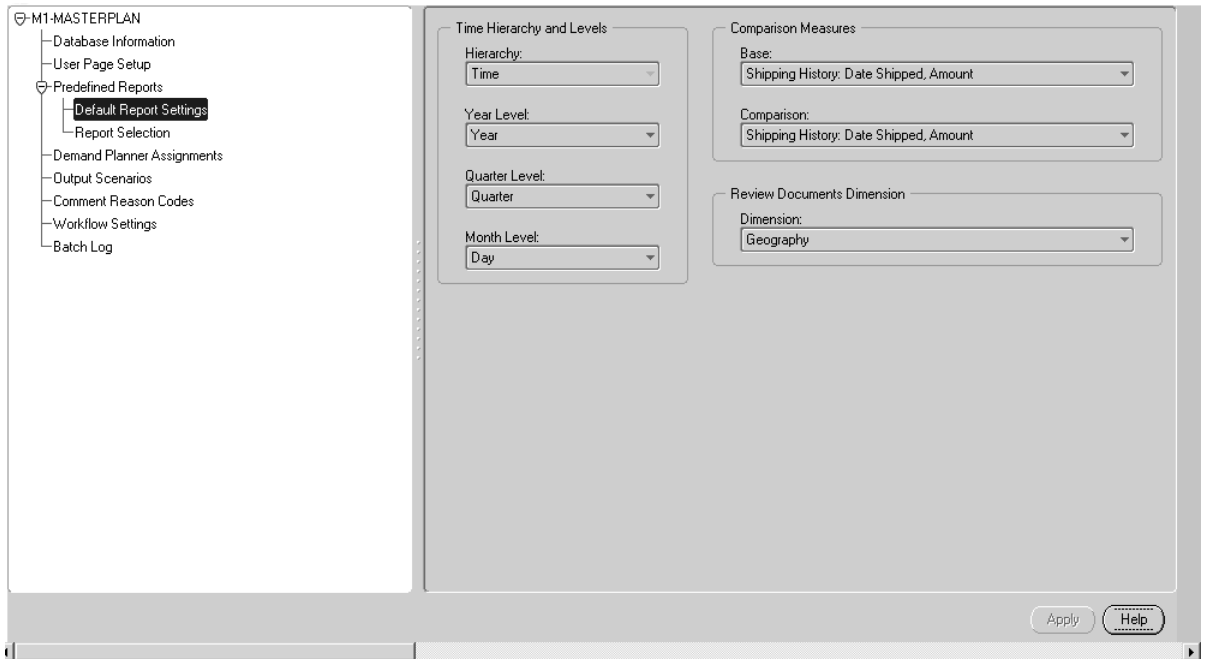 M1-MASTERPLAN
Database Information
User Page Setup
Predefined Reports
Default Report Settings
Report Selection
Demand Planner Assignments
Output Scenarios
Comment Reason Codes
Workflow Settings
Batch Log
Time Hierarchy and Levels
Hierarchy:
Time
Year Level:
Year
Quarter Level:
Quarter
Month Level:
Day
Comparison Measures
Base:
Shipping History: Date Shipped, Amount
Comparison:
Shipping History: Date Shipped, Amount
Review Documents Dimension
Dimension:
Geography
Apply
Help